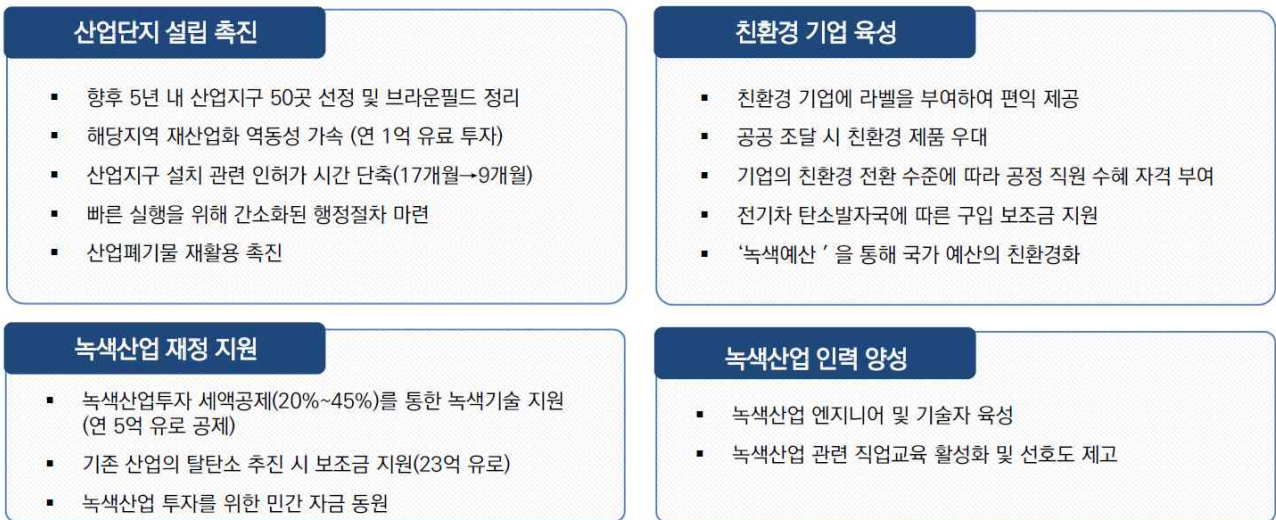 산업단지 설립 촉진
▪ 향후 5년 내 산업지구 50곳 선정 및 브라운필드 정리
▪ 해당지역 재산업화 역동성 가속 (연 1억 유료 투자)
▪ 산업지구 설치 관련 인허가 시간 단축(17개월→9개월)
▪ 빠른 실행을 위해 간소화된 행정절차 마련
▪ 산업폐기물 재활용 촉진
친환경 기업 육성
▪ 친환경 기업에 라벨을 부여하여 편익 제공
▪ 공공 조달 시 친환경 제품 우대
▪ 기업의 친환경 전환 수준에 따라 공정 직원 수혜 자격 부여
▪ 전기차 탄소발자국에 따른 구입 보조금 지원
▪ ‘녹색예산 ′ 을 통해 국가 예산의 친환경화
녹색산업 재정 지원
▪ 녹색산업투자 세액공제(20%~45%)를 통한 녹색기술 지원
(연 5억 유로 공제)
▪ 기존 산업의 탈탄소 추진 시 보조금 지원(23억 유로)
▪ 녹색산업 투자를 위한 민간 자금 동원
녹색산업 인력 양성
▪ 녹색산업 엔지니어 및 기술자 육성
▪ 녹색산업 관련 직업교육 활성화 및 선호도 제고